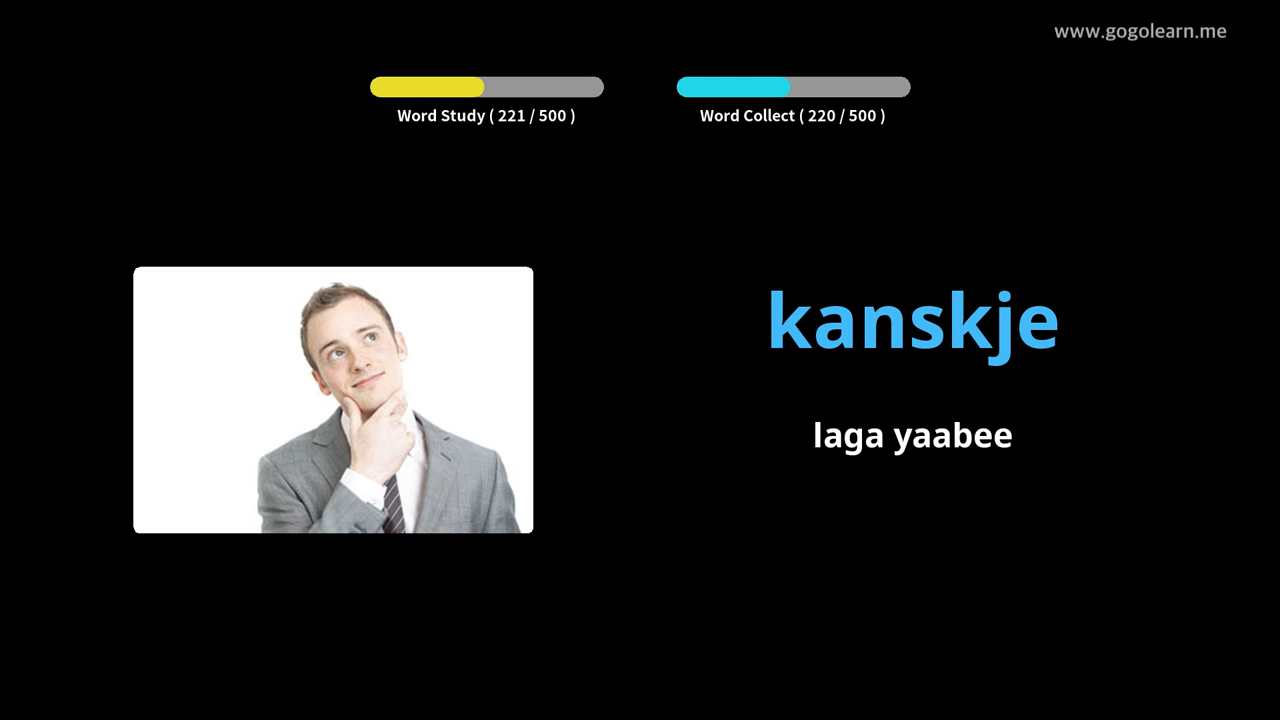 www.gogolearn.me
Word Study ( 221 / 500 )
Word Collect ( 220 / 500 )
kanskje
laga yaabee